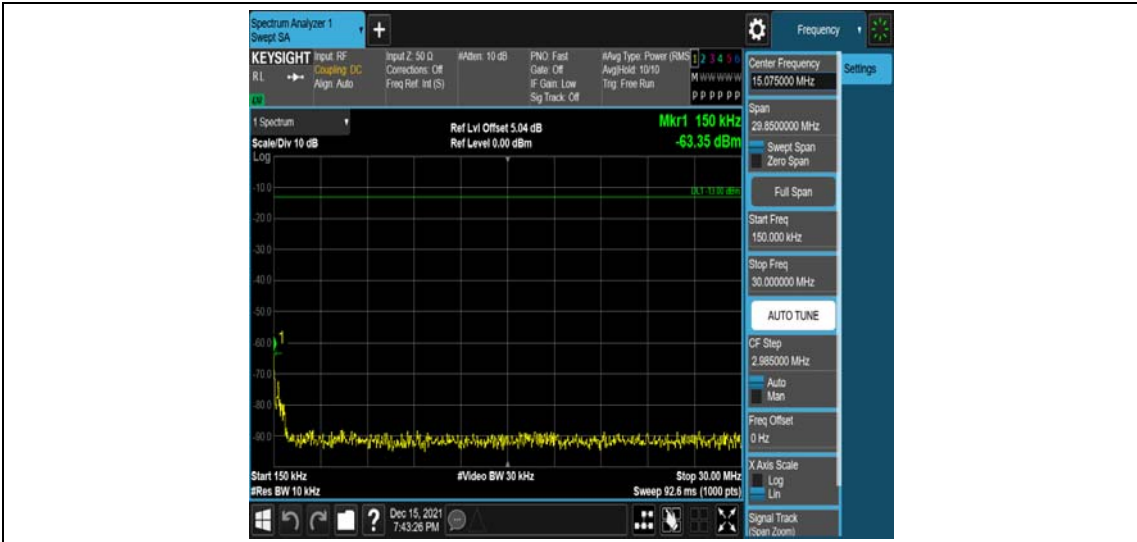 Spectrum Analyzer 1
Swept SA
+
Frequency
KEYSIGHT
RL
Input: RF
Coupling: DC
Align: Auto
Input Z: 50 Ω
Corrections: Off
Freq Ref: Int (S)
#Atten: 10 dB
PNO: Fast
Gate: Off
IF Gain: Low
Sig Track: Off
#Avg Type: Power (RMS
Avg|Hold: 10/10
Trig: Free Run
1 2 3 4 5 6
M W W W W W
P P P P P P
1 Spectrum
Scale/Div 10 dB
Log
Ref Lvl Offset 5.04 dB
Ref Level 0.00 dBm
Mkr1 150 kHz
-63.35 dBm
DL1 -13.00 dBm
-10.0
-20.0
-30.0
-40.0
-50.0
-60.0
-70.0
-80.0
-90.0
1
Start 150 kHz
#Res BW 10 kHz
#Video BW 30 kHz
Stop 30.00 MHz
Sweep 92.6 ms (1000 pts)
?
Dec 15, 2021
7:43:26 PM
Center Frequency
15.075000 MHz
Settings
Span
29.8500000 MHz
Swept Span
Zero Span
Full Span
Start Freq
150.000 kHz
Stop Freq
30.000000 MHz
AUTO TUNE
CF Step
2.985000 MHz
Auto
Man
Freq Offset
0 Hz
X Axis Scale
Log
Lin
Signal Track
(Span Zoom)